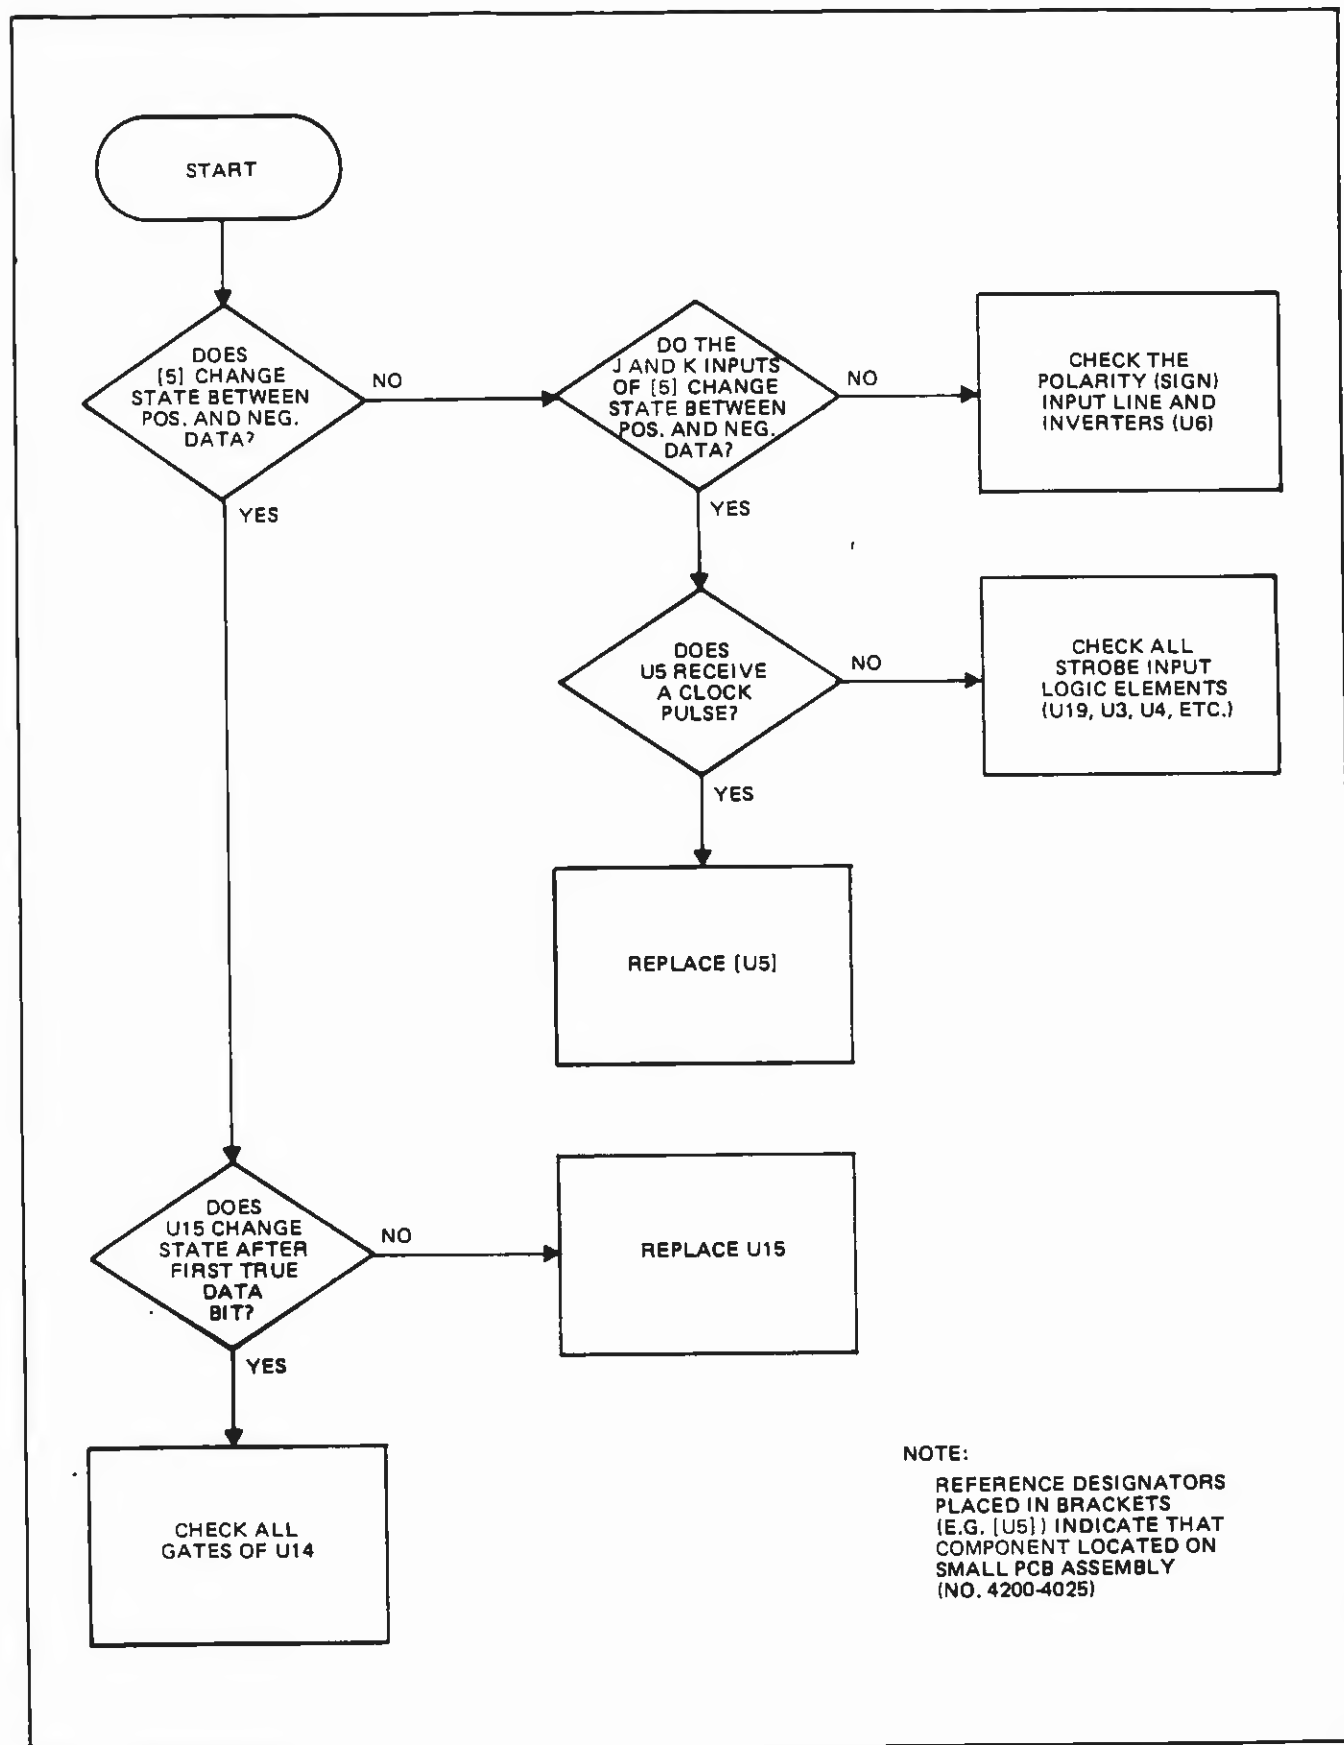 START
DOES
[5] CHANGE
STATE BETWEEN
POS. AND NEG.
DATA?
NO
YES
DO THE
J AND K INPUTS
OF [5] CHANGE
STATE BETWEEN
POS. AND NEG.
DATA?
NO
YES
CHECK THE
POLARITY (SIGN)
INPUT LINE AND
INVERTERS (U6)
DOES
U5 RECEIVE
A CLOCK
PULSE?
NO
YES
CHECK ALL
STROBE INPUT
LOGIC ELEMENTS
(U19, U3, U4, ETC.)
REPLACE [U5]
DOES
U15 CHANGE
STATE AFTER
FIRST TRUE
DATA
BIT?
NO
YES
REPLACE U15
CHECK ALL
GATES OF U14
NOTE:
REFERENCE DESIGNATORS
PLACED IN BRACKETS
(E.G. [U5]) INDICATE THAT
COMPONENT LOCATED ON
SMALL PCB ASSEMBLY
(NO. 4200-4025)